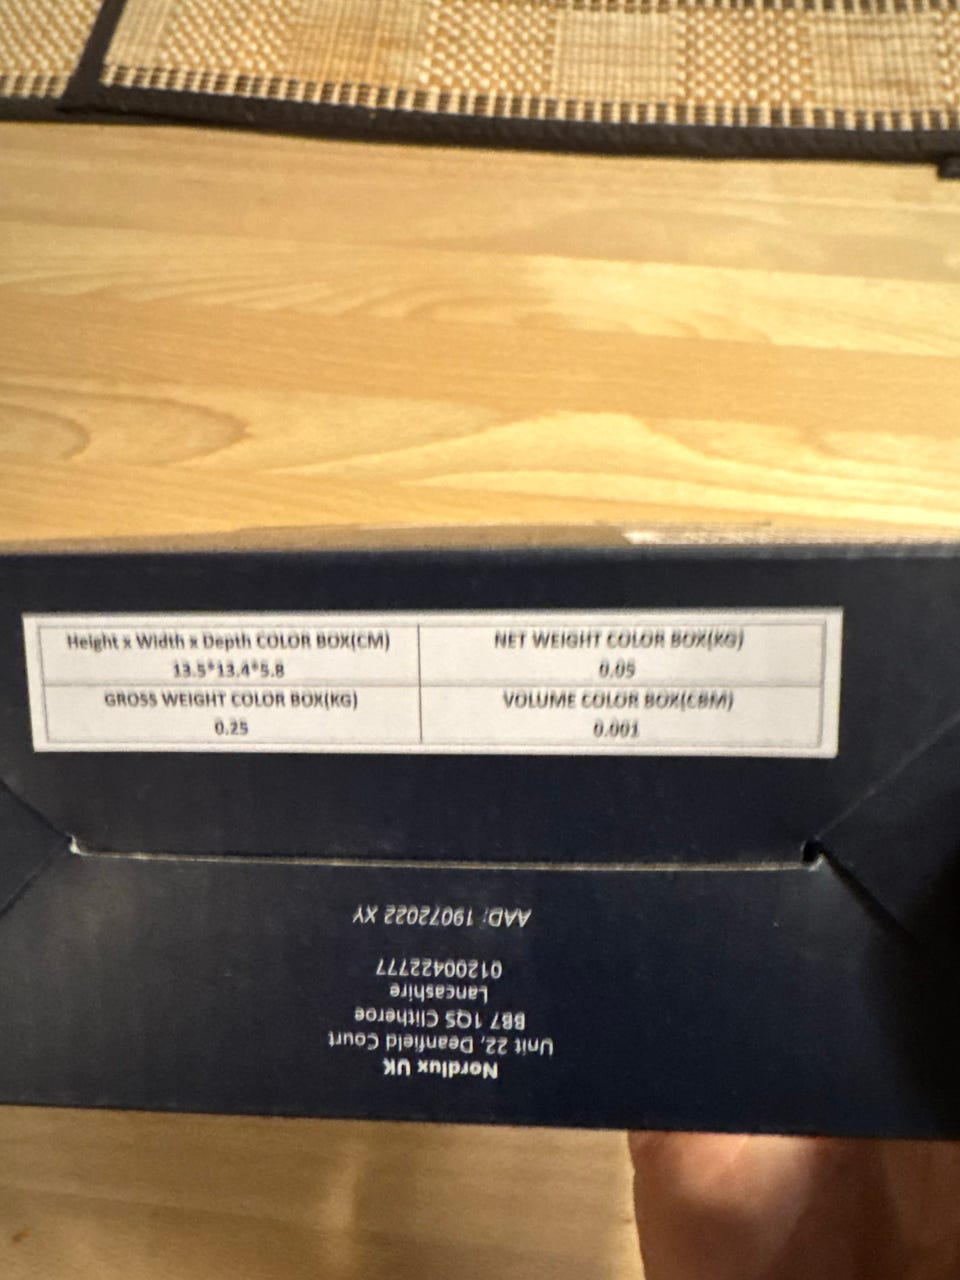 Height x Width x Depth COLOR BOX(CM)
13.5*13.4*5.8
NET WEIGHT COLOR BOX(KG)
0.05
GROSS WEIGHT COLOR BOX(KG)
0.25
VOLUME COLOR BOX(CBM)
0.001
Nordlux UK
Unit 22, Deanfield Court
BB7 1QS Clitheroe
Lancashire
01200422777
AAD: 19072022 XY